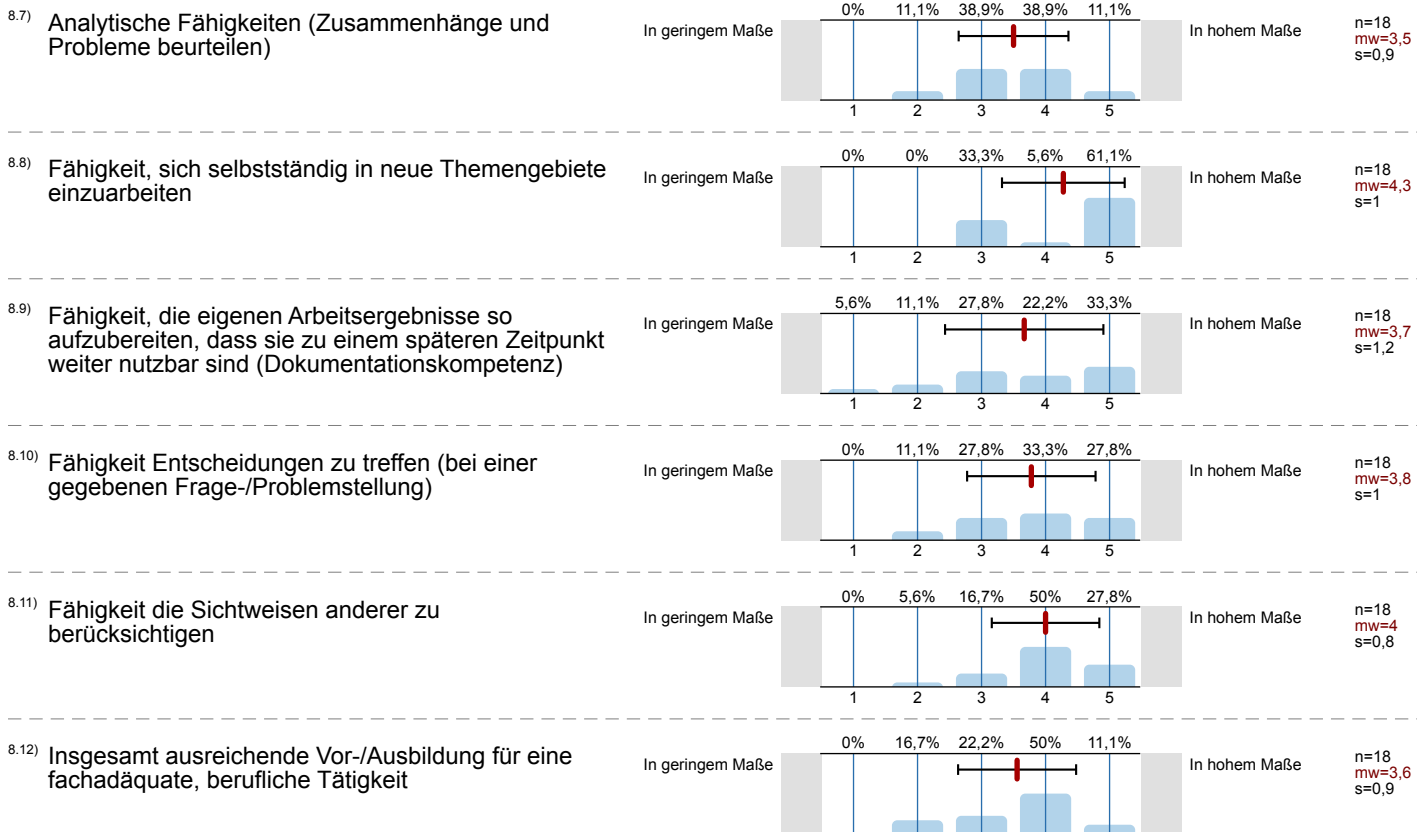 8.7) Analytische Fähigkeiten (Zusammenhänge und
Probleme beurteilen)
In geringem Maße
0% 11,1% 38,9% 38,9% 11,1%
1 2 3 4 5
In hohem Maße
n=18
mw=3,5
s=0,9
8.8) Fähigkeit, sich selbstständig in neue Themengebiete
einzuarbeiten
In geringem Maße
0% 0% 33,3% 5,6% 61,1%
1 2 3 4 5
In hohem Maße
n=18
mw=4,3
s=1
8.9) Fähigkeit, die eigenen Arbeitsergebnisse so
aufzubereiten, dass sie zu einem späteren Zeitpunkt
weiter nutzbar sind (Dokumentationskompetenz)
In geringem Maße
5,6% 11,1% 27,8% 22,2% 33,3%
1 2 3 4 5
In hohem Maße
n=18
mw=3,7
s=1,2
8.10) Fähigkeit Entscheidungen zu treffen (bei einer
gegebenen Frage-/Problemstellung)
In geringem Maße
0% 11,1% 27,8% 33,3% 27,8%
1 2 3 4 5
In hohem Maße
n=18
mw=3,8
s=1
8.11) Fähigkeit die Sichtweisen anderer zu
berücksichtigen
In geringem Maße
0% 5,6% 16,7% 50% 27,8%
1 2 3 4 5
In hohem Maße
n=18
mw=4
s=0,8
8.12) Insgesamt ausreichende Vor-/Ausbildung für eine
fachadäquate, berufliche Tätigkeit
In geringem Maße
0% 16,7% 22,2% 50% 11,1%
In hohem Maße
n=18
mw=3,6
s=0,9